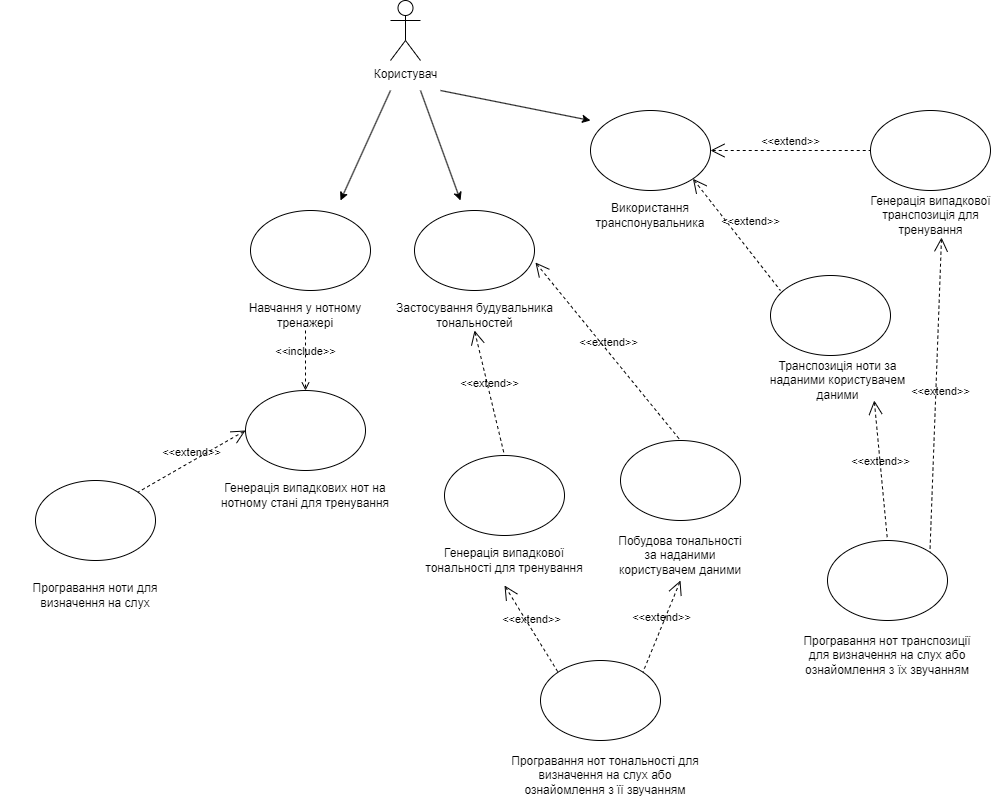 Користувач
<<extend>>
Використання
транспонувальника
Генерація випадкової
транспозиція для
тренування
<<extend>>
Навчання у нотному
тренажері
Застосування будувальника
тональностей
<<include>>
<<extend>>
<<extend>>
Транспозиція ноти за
наданими користувачем
даними
<<extend>>
<<extend>>
<<extend>>
<<extend>>
Генерація випадкових нот на
нотному стані для тренування
Генерація випадкової
тональності для тренування
Побудова тональності
за наданими
користувачем даними
Програвання ноти для
визначення на слух
<<extend>>
<<extend>>
Програвання нот транспозиції
для визначення на слух або
ознайомлення з їх звучанням
Програвання нот тональності для
визначення на слух або
ознайомлення з її звучанням